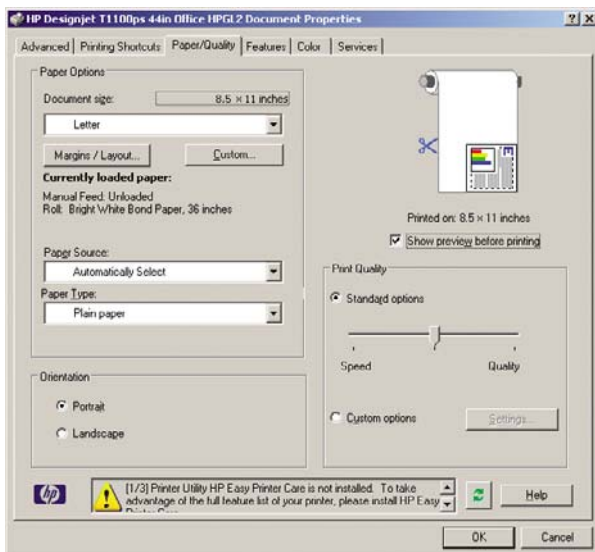 HP Designjet T1100ps 44in Office HPGL2 Document Properties
Advanced
Printing Shortcuts
Paper/Quality
Features
Color
Services
Paper Options
Document size:
8.5 × 11 inches
Letter
Margins / Layout...
Custom...
Currently loaded paper:
Manual Feed: Unloaded
Roll: Bright White Bond Paper, 36 inches
Paper Source:
Automatically Select
Paper Type:
Plain paper
Orientation
Portrait
Landscape
Printed on: 8.5 × 11 inches
Show preview before printing
Print Quality
Standard options
Speed
Quality
Custom options
Settings...
hp
[1/3] Printer Utility HP Easy Printer Care is not installed. To take
advantage of the full feature list of your printer, please install HP Easy
Printer Care
Help
OK
Cancel